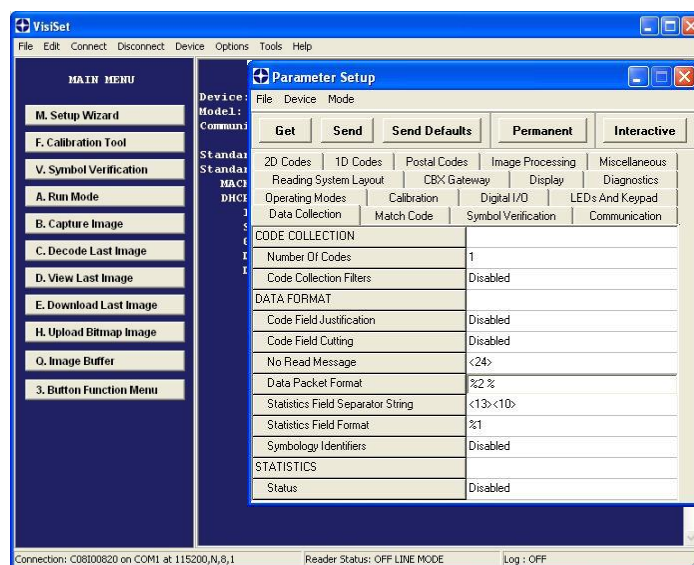 VisiSet
File Edit Connect Disconnect Device Options Tools Help
MAIN MENU
M. Setup Wizard
F. Calibration Tool
V. Symbol Verification
A. Run Mode
B. Capture Image
C. Decode Last Image
D. View Last Image
E. Download Last Image
H. Upload Bitmap Image
Q. Image Buffer
3. Button Function Menu
Device:
Model:
Communi
Standar
Standar
MAC
DHCP
Parameter Setup
File Device Mode
Get Send Send Defaults Permanent Interactive
2D Codes 1D Codes Postal Codes Image Processing Miscellaneous
Reading System Layout CBX Gateway Display Diagnostics
Operating Modes Calibration Digital I/O LEDs And Keypad
Data Collection Match Code Symbol Verification Communication
CODE COLLECTION
Number Of Codes 1
Code Collection Filters Disabled
DATA FORMAT
Code Field Justification Disabled
Code Field Cutting Disabled
No Read Message <24>
Data Packet Format %2 %
Statistics Field Separator String <13><10>
Statistics Field Format %1
Symbology Identifiers Disabled
STATISTICS
Status Disabled
Connection: C08I00820 on COM1 at 115200,N,8,1 Reader Status: OFF LINE MODE Log : OFF